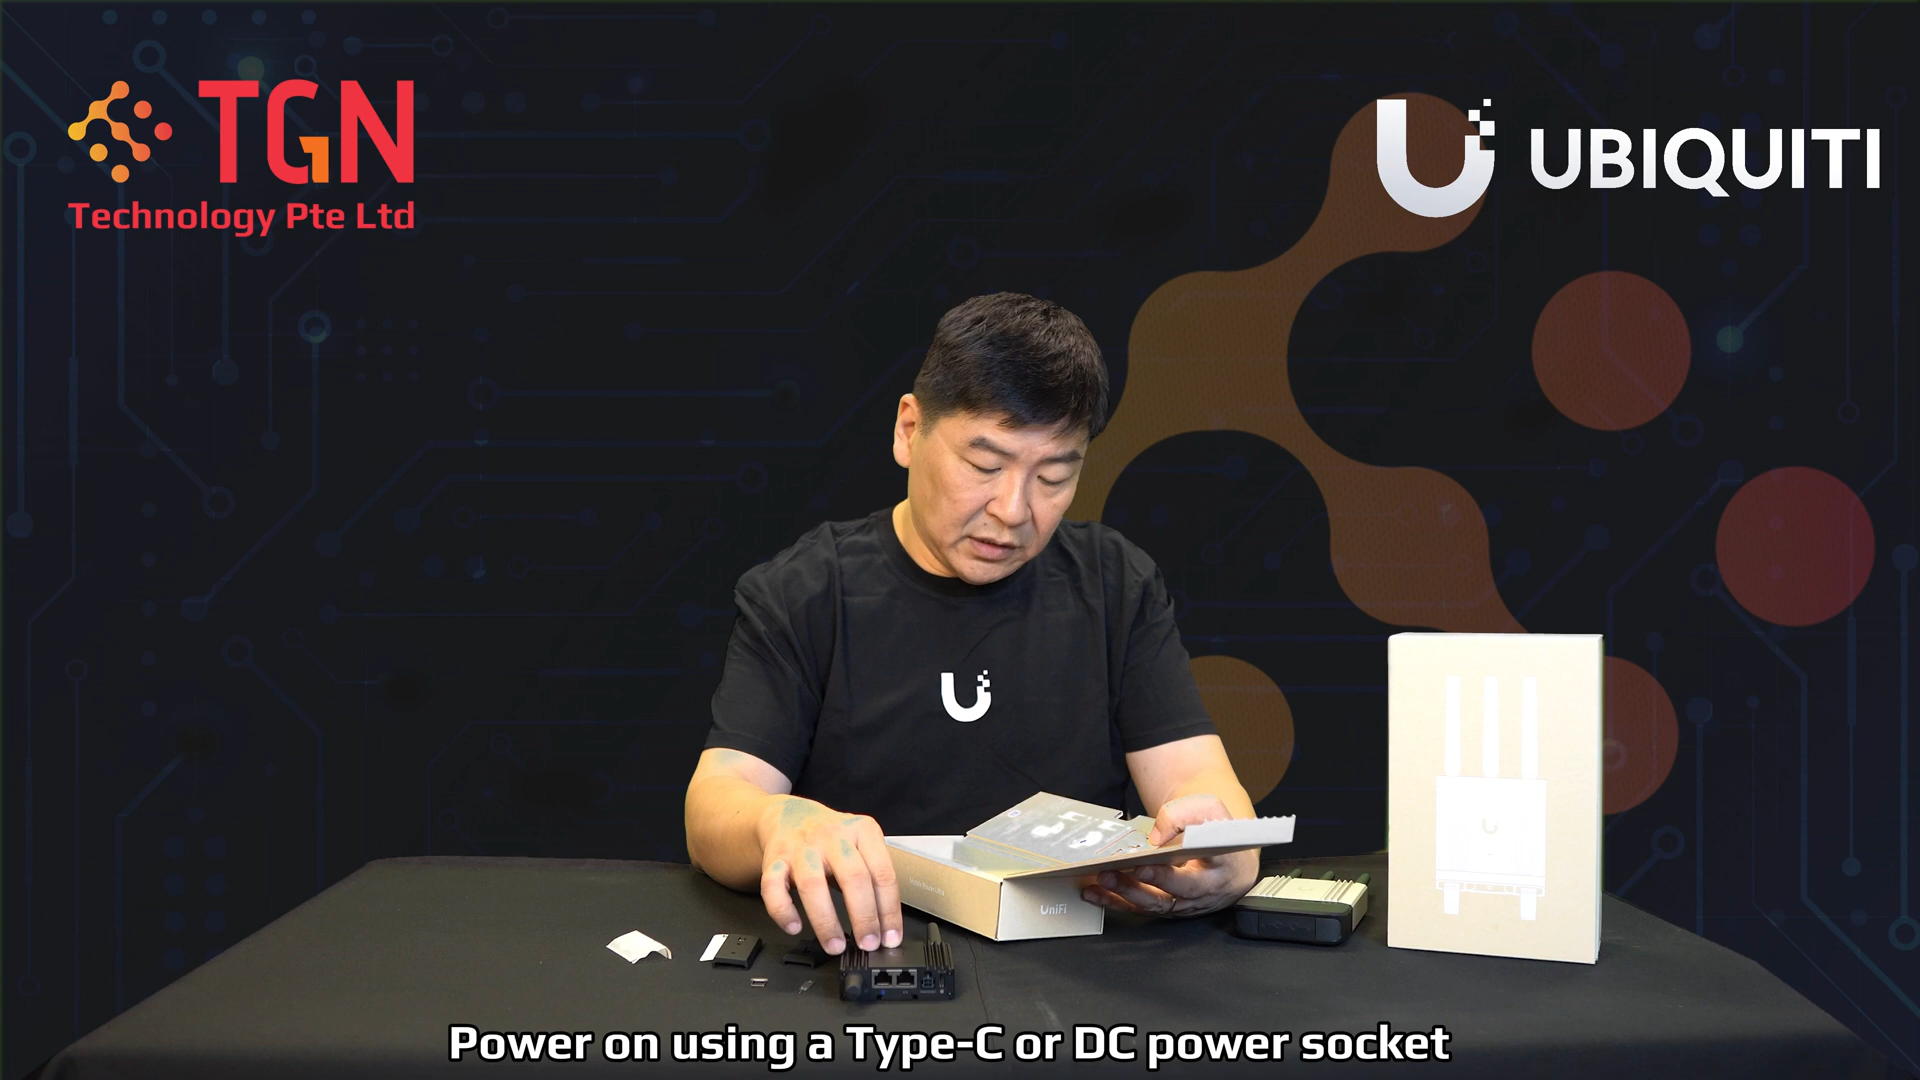 TGN
Technology Pte Ltd
UBIQUITI
UniFi
Power on using a Type-C or DC power socket